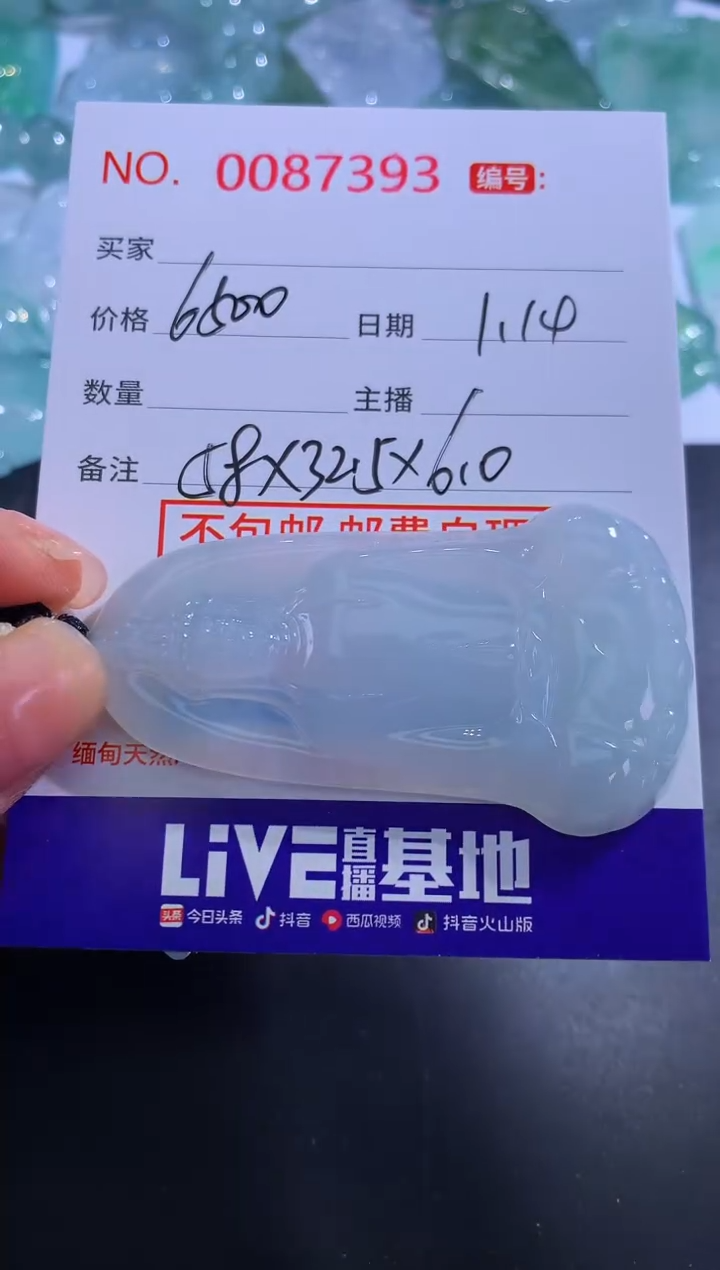 NO. 0087393 编号:
买家
价格 6500 日期 1.14
数量 主播
备注 58X32.5X6.0
不包邮 邮费自理
缅甸天然
LiVE直播基地
头条 今日头条 抖音 西瓜视频 抖音火山版